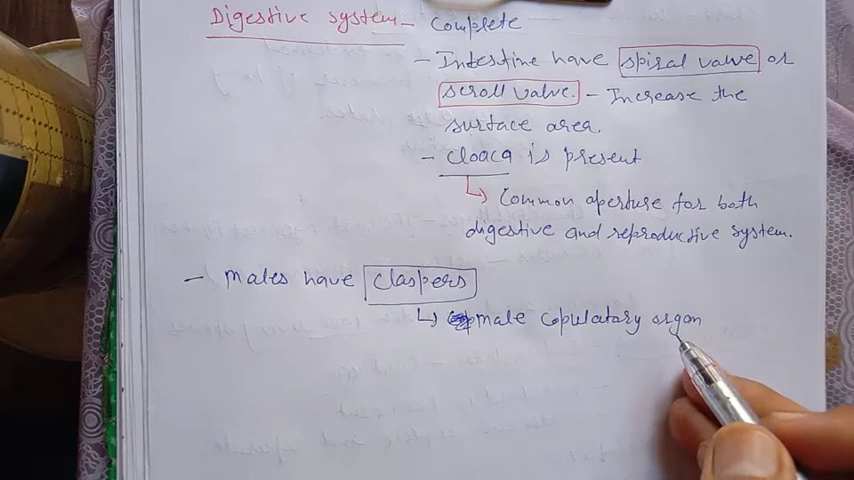 Digestive system - Complete
- Intestine have spiral valve or
scroll valve. - Increase the
surface area.
- Cloaca is present
↳ Common aperture for both
digestive and reproductive system.
- Males have claspers
↳ male copulatory organ